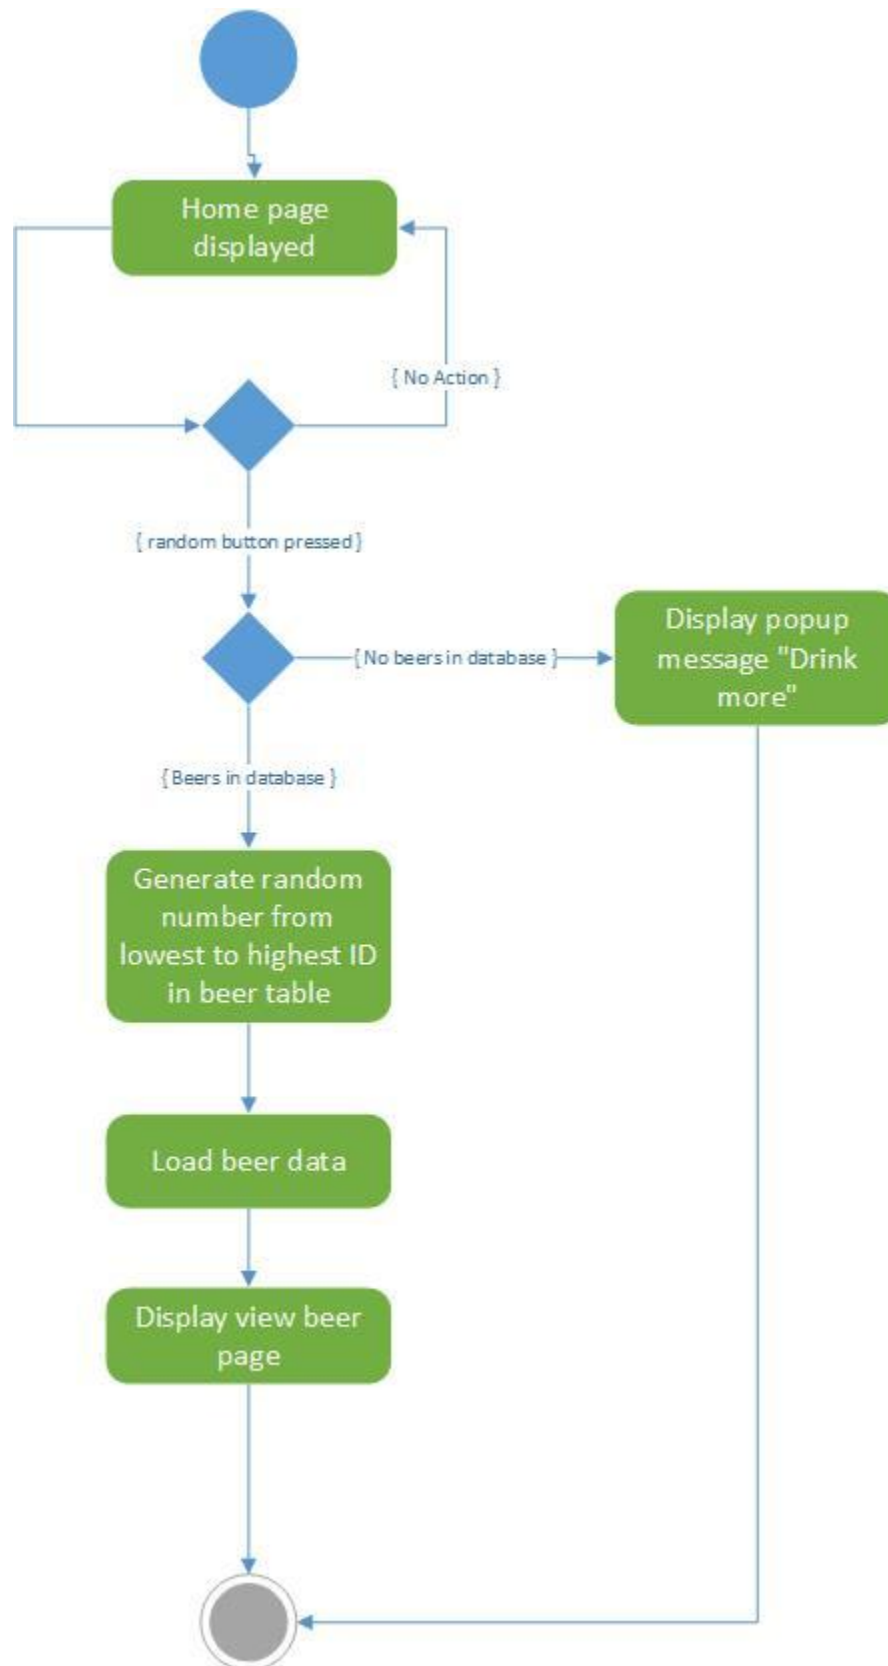 Home page
displayed
{ No Action }
{ random button pressed }
{ No beers in database }
Display popup
message "Drink
more"
{ Beers in database }
Generate random
number from
lowest to highest ID
in beer table
Load beer data
Display view beer
page